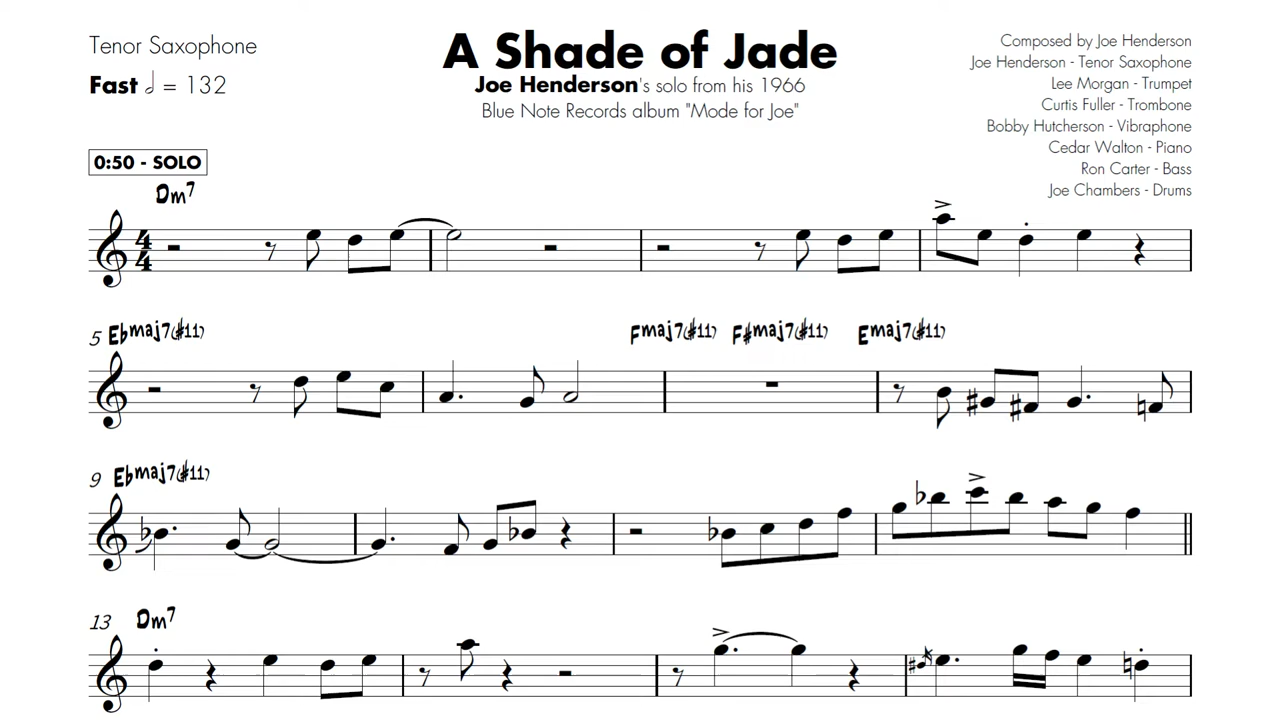 Tenor Saxophone
Fast 𝅗𝅥 = 132
A Shade of Jade
Joe Henderson's solo from his 1966
Blue Note Records album "Mode for Joe"
Composed by Joe Henderson
Joe Henderson - Tenor Saxophone
Lee Morgan - Trumpet
Curtis Fuller - Trombone
Bobby Hutcherson - Vibraphone
Cedar Walton - Piano
Ron Carter - Bass
Joe Chambers - Drums
0:50 - SOLO
Dm7
4
4
5 Ebmaj7(#11) Fmaj7(#11) F#maj7(#11) Emaj7(#11)
9 Ebmaj7(#11)
13 Dm7